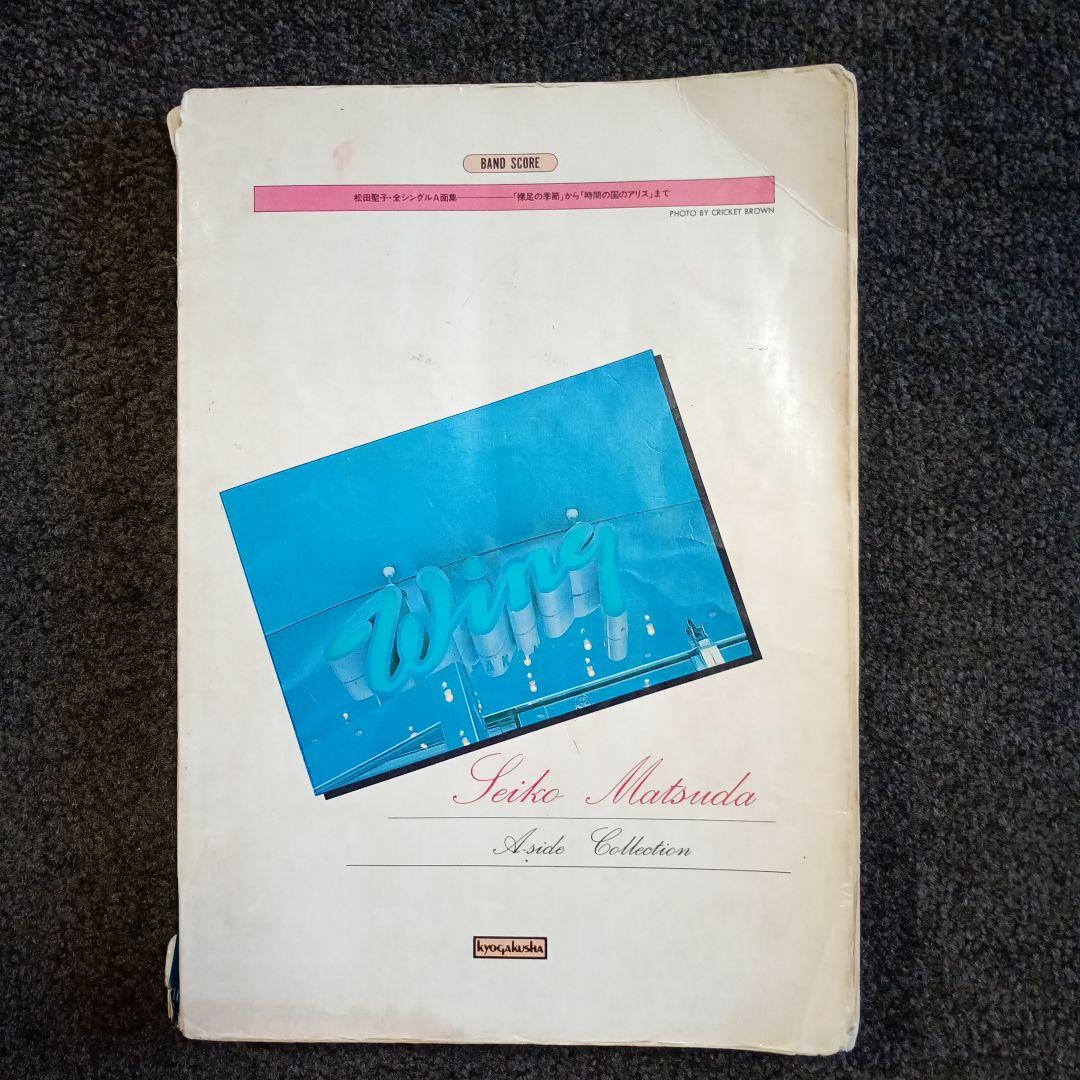 BAND SCORE
松田聖子・全シングルA面集―――「裸足の季節」から「時間の国のアリス」まで
PHOTO BY CRICKET BROWN
Wing
Seiko Matsuda
A-side Collection
kyogakusha